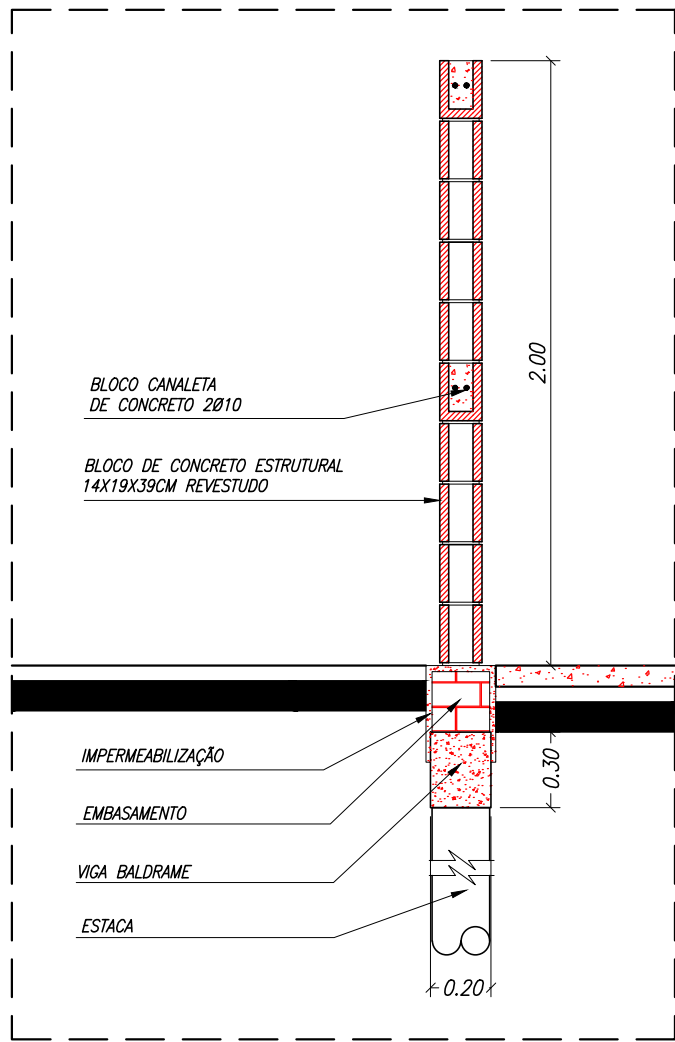 2.00
BLOCO CANALETA
DE CONCRETO 2Ø10
BLOCO DE CONCRETO ESTRUTURAL
14X19X39CM REVESTUDO
IMPERMEABILIZAÇÃO
0.30
EMBASAMENTO
VIGA BALDRAME
ESTACA
0.20